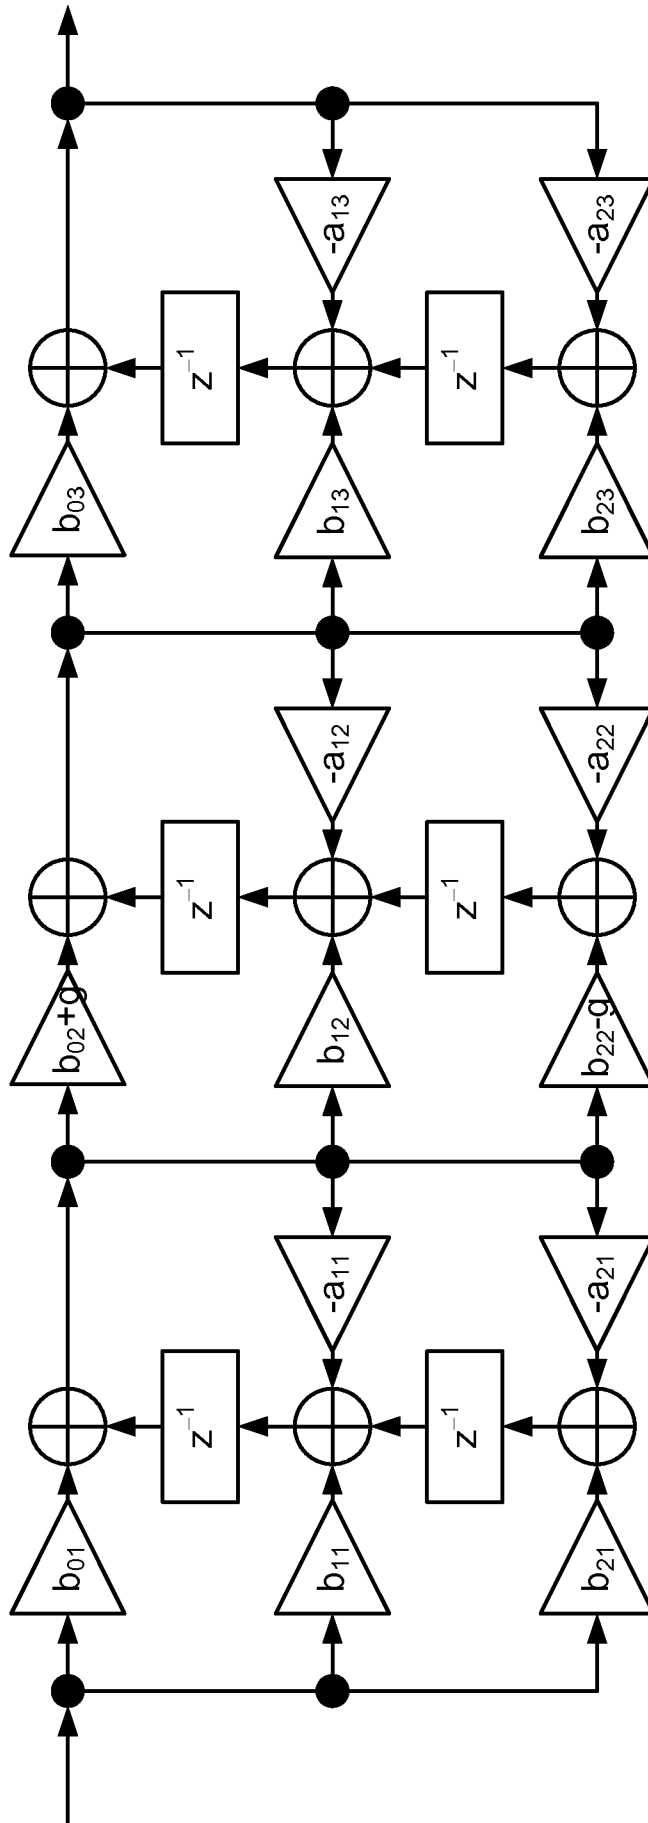 b₀₁
z⁻¹
-a₁₁
b₁₁
z⁻¹
-a₂₁
b₂₁
b₀₂+g
z⁻¹
-a₁₂
b₁₂
z⁻¹
-a₂₂
b₂₂-g
b₀₃
z⁻¹
-a₁₃
b₁₃
z⁻¹
-a₂₃
b₂₃